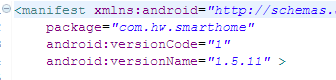 <manifest xmlns:android="http://schemas.
package="com.hw.smarthome"
android:versionCode="1"
android:versionName="1.5.11" >